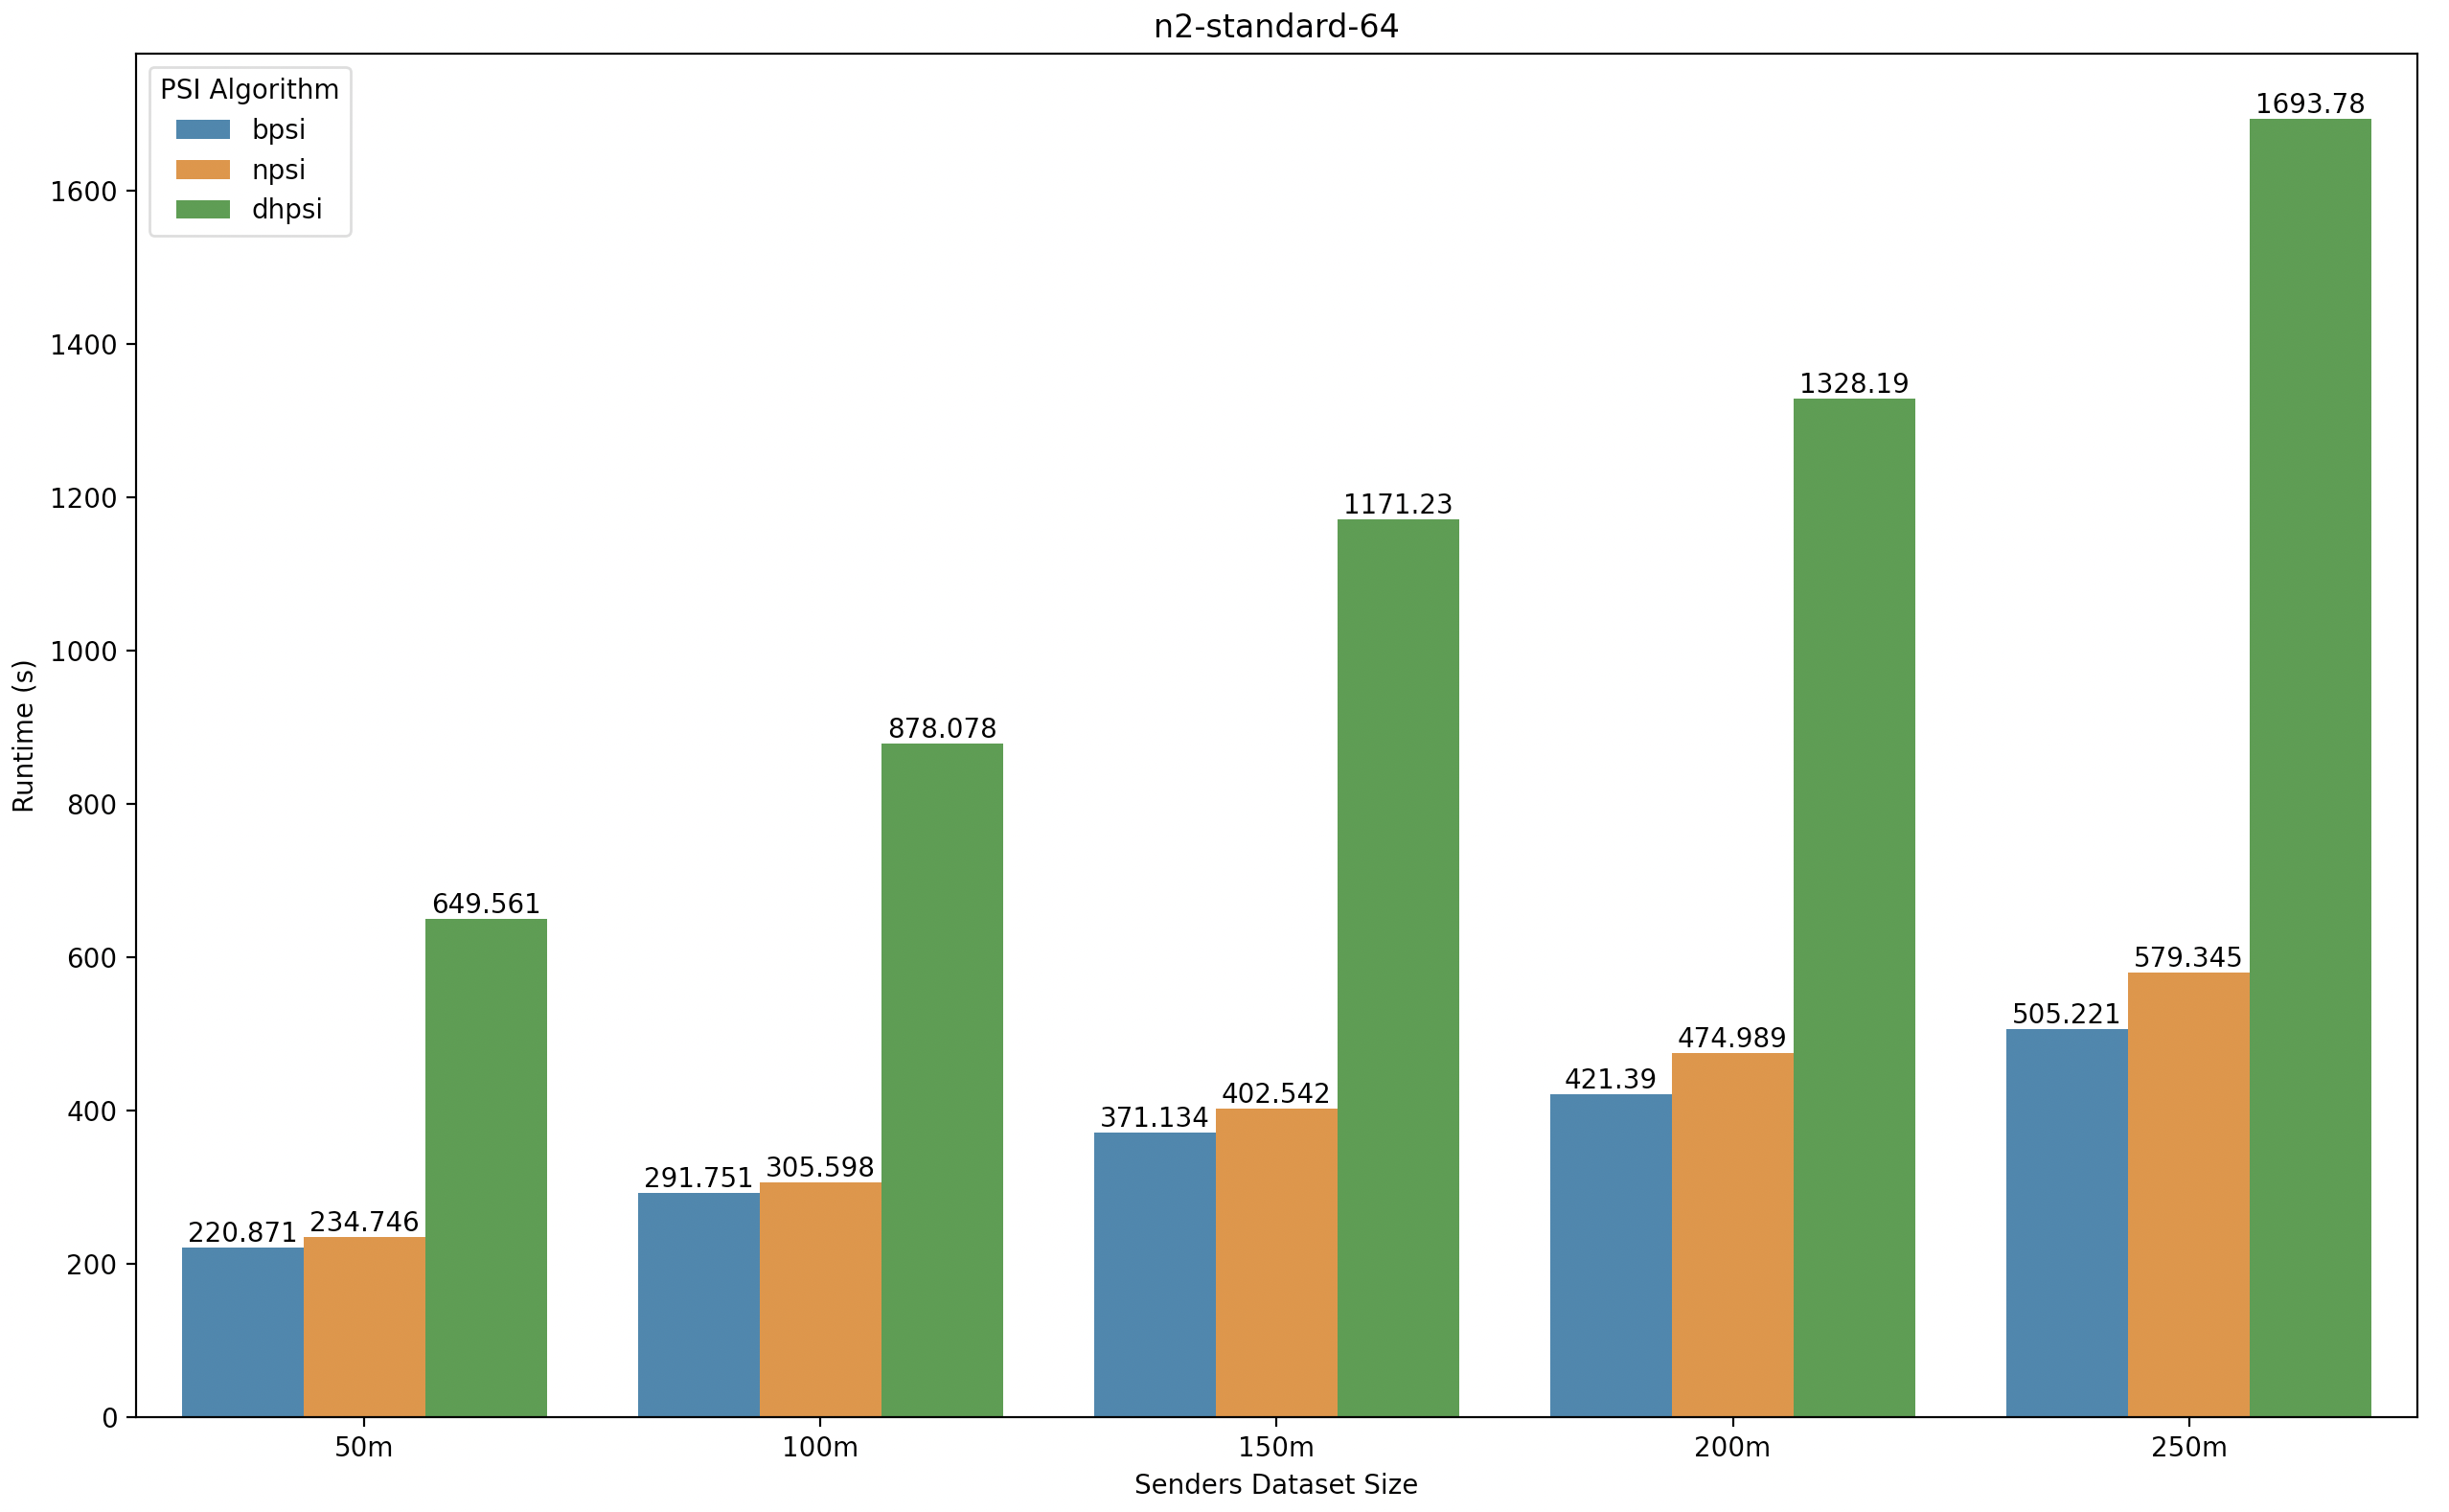 n2-standard-64
PSI Algorithm
bpsi
npsi
dhpsi
Runtime (s)
1600
1400
1200
1000
800
600
400
200
0
220.871
234.746
649.561
291.751
305.598
878.078
371.134
402.542
1171.23
421.39
474.989
1328.19
505.221
579.345
1693.78
50m
100m
150m
200m
250m
Senders Dataset Size